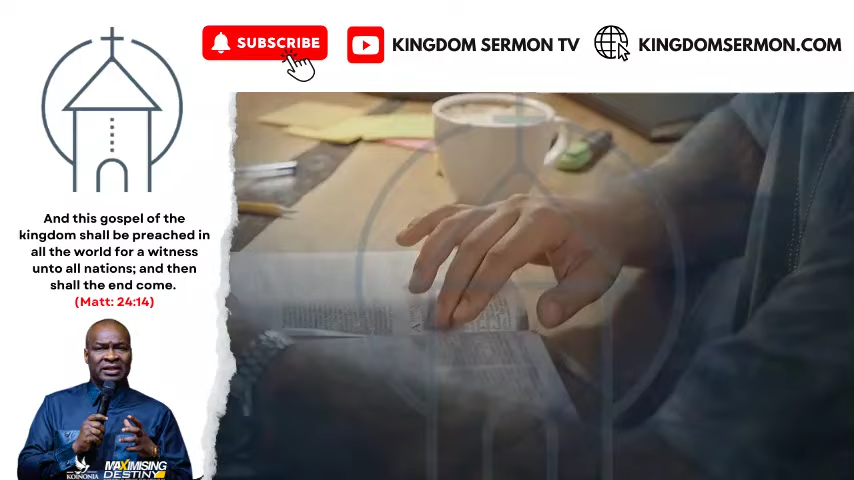 SUBSCRIBE
KINGDOM SERMON TV
KINGDOMSERMON.COM
And this gospel of the
kingdom shall be preached in
all the world for a witness
unto all nations; and then
shall the end come.
(Matt: 24:14)
KOINONIA
MAXIMISING
DESTINY